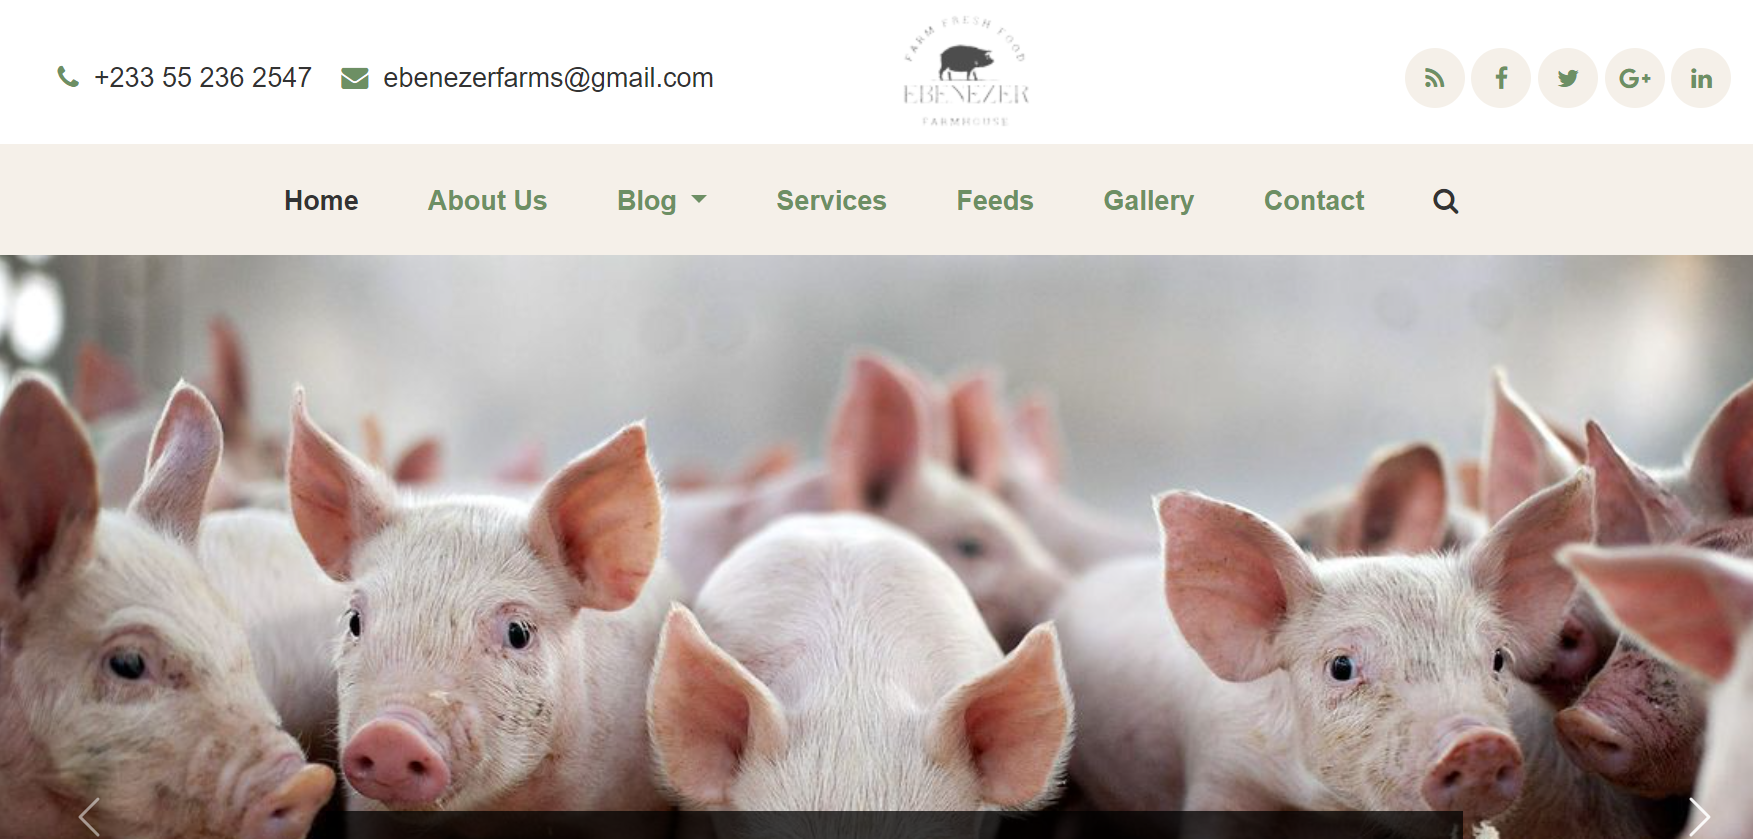 +233 55 236 2547 ebenezerfarms@gmail.com
FARM FRESH FOOD
EBENEZER
FARMHOUSE
Home About Us Blog Services Feeds Gallery Contact